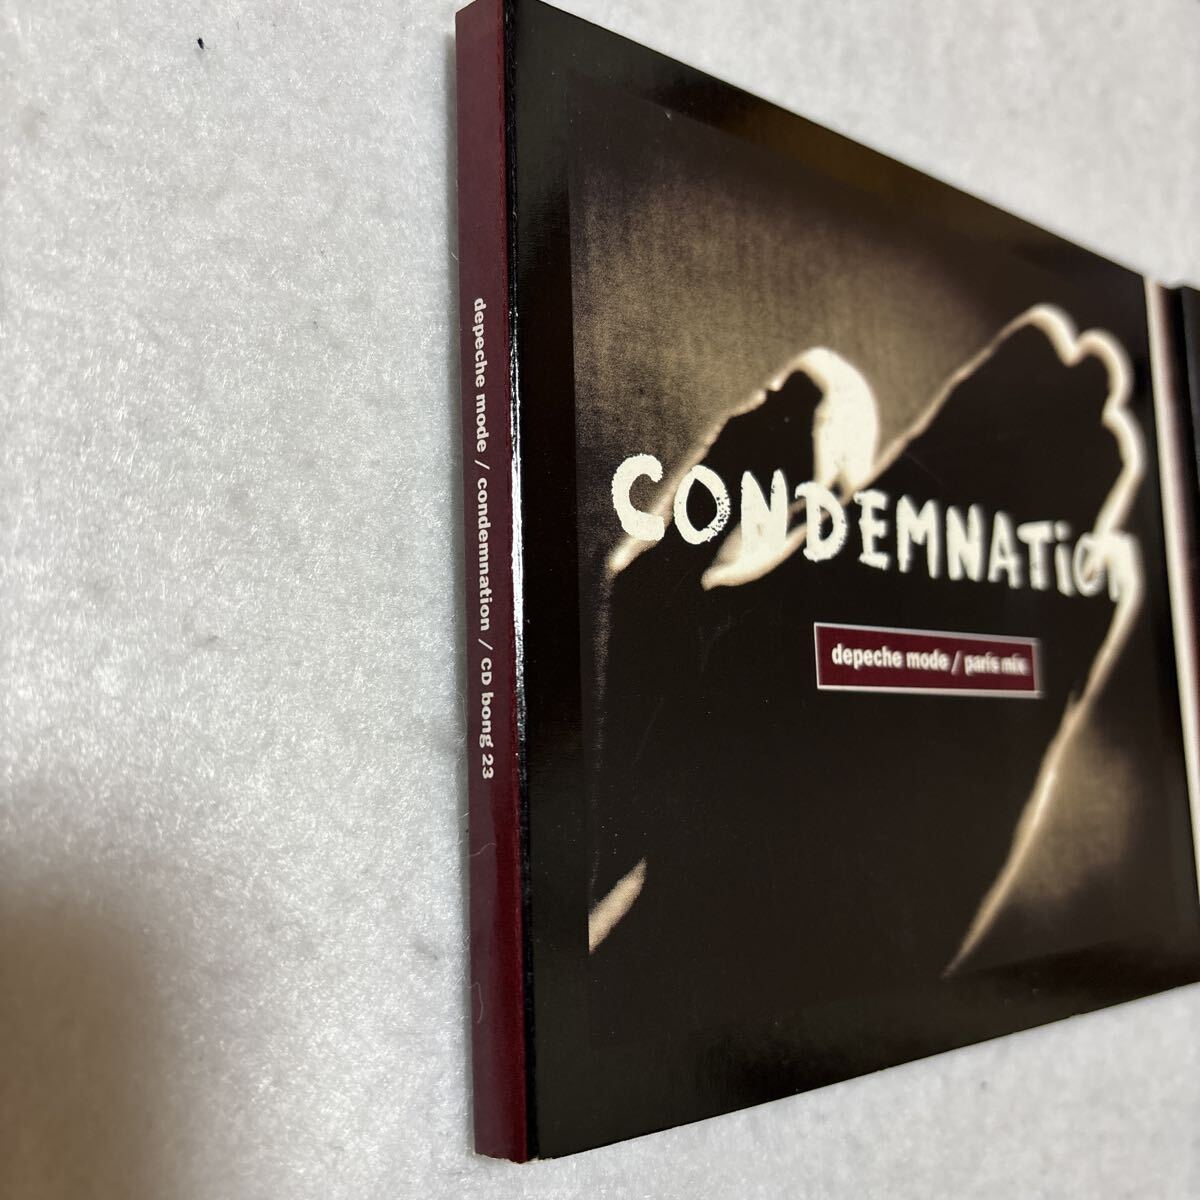 depeche mode / condemnation / CD bong 23
CONDEMNATiON
depeche mode / paris mix